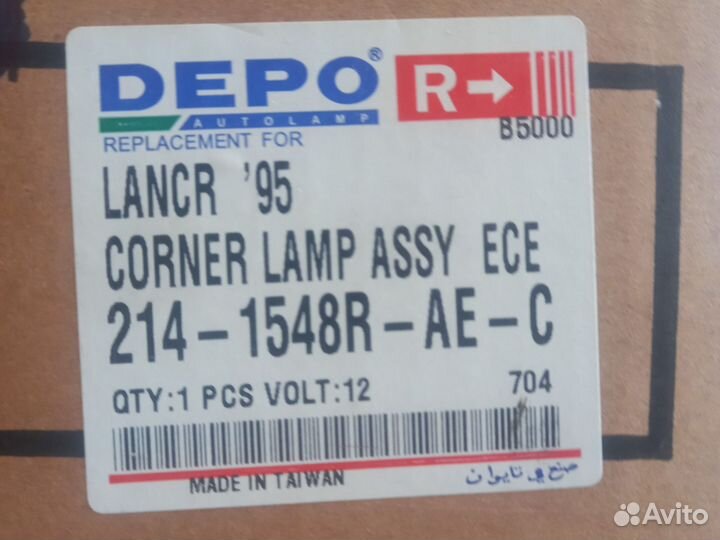 DEPO®
AUTOLAMP
R→
B5000
REPLACEMENT FOR
LANCR '95
CORNER LAMP ASSY ECE
214-1548R-AE-C
QTY:1 PCS VOLT:12 704
MADE IN TAIWAN
صنع في تايوان
Avito